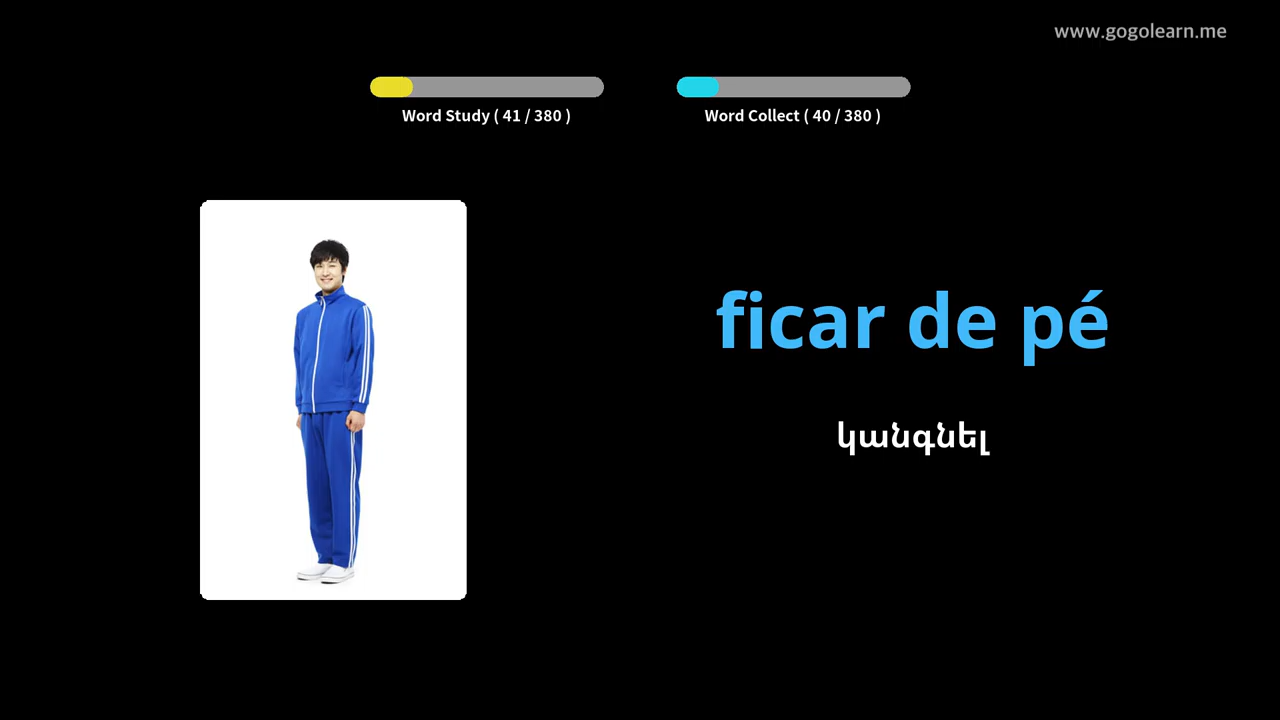 www.gogolearn.me
Word Study ( 41 / 380 )
Word Collect ( 40 / 380 )
ficar de pé
կանգնել